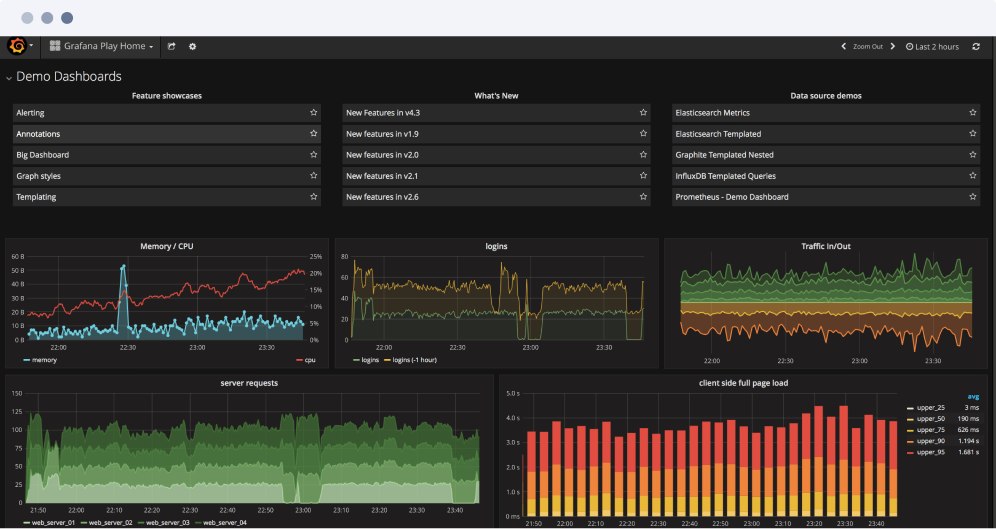 Grafana Play Home
Zoom Out
Last 2 hours
Demo Dashboards
Feature showcases
Alerting
Annotations
Big Dashboard
Graph styles
Templating
What's New
New Features in v4.3
New features in v1.9
New features in v2.0
New features in v2.1
New features in v2.6
Data source demos
Elasticsearch Metrics
Elasticsearch Templated
Graphite Templated Nested
InfluxDB Templated Queries
Prometheus - Demo Dashboard
Memory / CPU
60 B
50 B
40 B
30 B
20 B
10 B
0 B
25%
20%
15%
10%
5%
0%
22:00 22:30 23:00 23:30
memory cpu
logins
80
60
40
20
0
22:00 22:30 23:00 23:30
logins logins (-1 hour)
Traffic In/Out
22:00 22:30 23:00 23:30
server requests
150
125
100
75
50
25
0
21:50 22:00 22:10 22:20 22:30 22:40 22:50 23:00 23:10 23:20 23:30 23:40
web_server_01 web_server_02 web_server_03 web_server_04
client side full page load
5.0 s
4.0 s
3.0 s
2.0 s
1.0 s
0 ms
21:50 22:00 22:10 22:20 22:30 22:40 22:50 23:00 23:10 23:20 23:30 23:40
avg
upper_25 3 ms
upper_50 190 ms
upper_75 626 ms
upper_90 1.194 s
upper_95 1.681 s